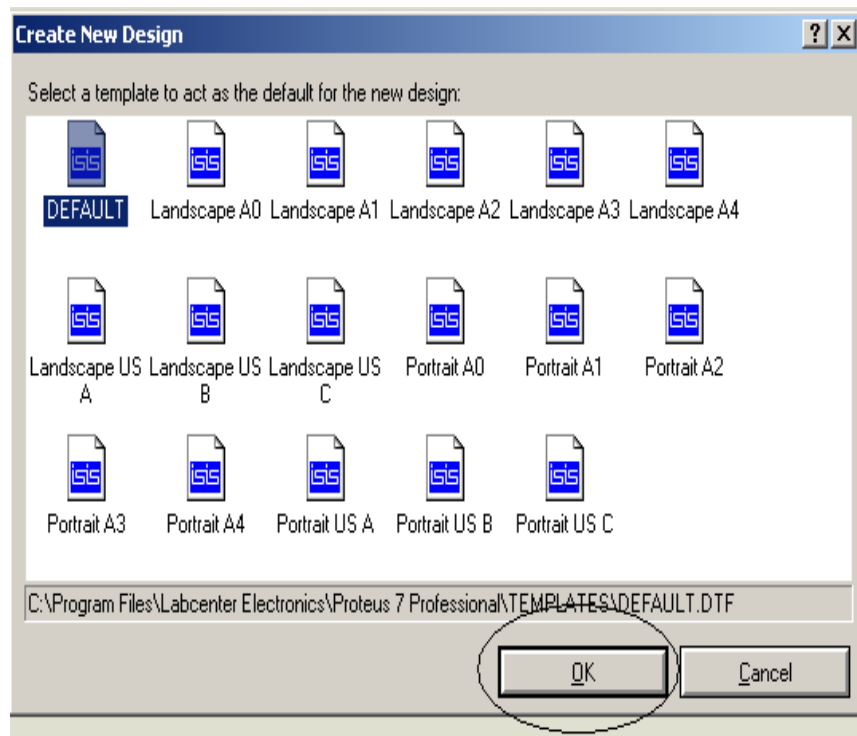 Create New Design
Select a template to act as the default for the new design:
isis isis isis isis isis isis
DEFAULT Landscape A0 Landscape A1 Landscape A2 Landscape A3 Landscape A4
isis isis isis isis isis isis
Landscape US Landscape US Landscape US Portrait A0 Portrait A1 Portrait A2
A B C
isis isis isis isis isis
Portrait A3 Portrait A4 Portrait US A Portrait US B Portrait US C
C:\Program Files\Labcenter Electronics\Proteus 7 Professional\TEMPLATES\DEFAULT.DTF
OK Cancel